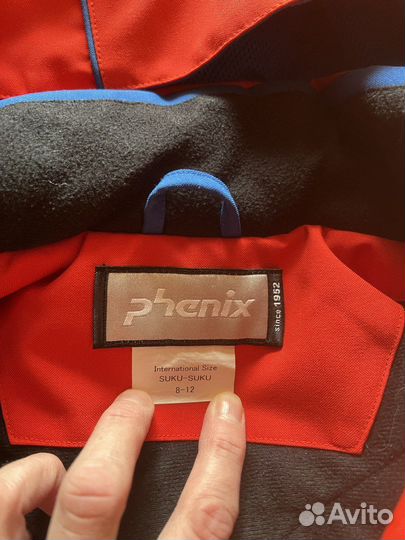 phenix
since 1952
International Size
SUKU-SUKU
8-12
Avito